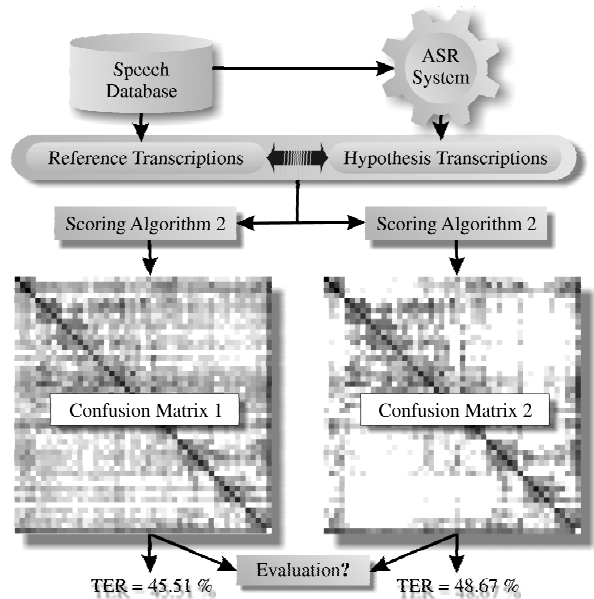 Speech
Database
ASR
System
Reference Transcriptions
Hypothesis Transcriptions
Scoring Algorithm 2
Scoring Algorithm 2
Confusion Matrix 1
Confusion Matrix 2
Evaluation?
TER = 45.51 %
TER = 48.67 %